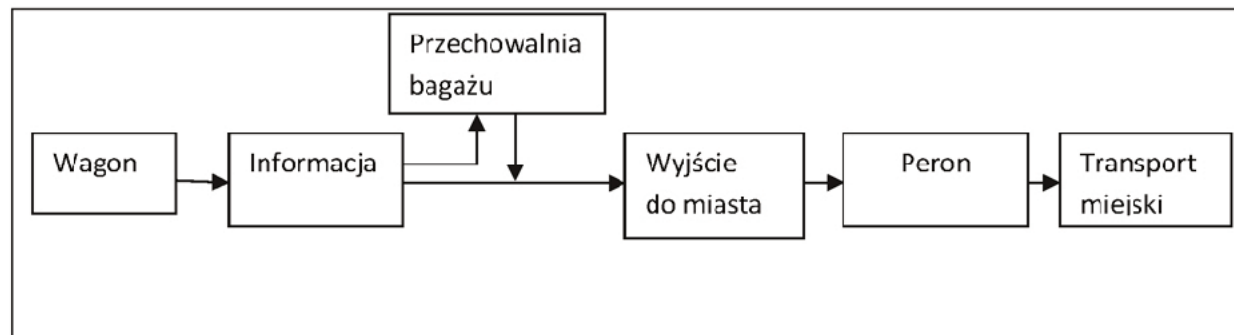 Przechowalnia
bagażu
Wagon
Informacja
Wyjście
do miasta
Peron
Transport
miejski